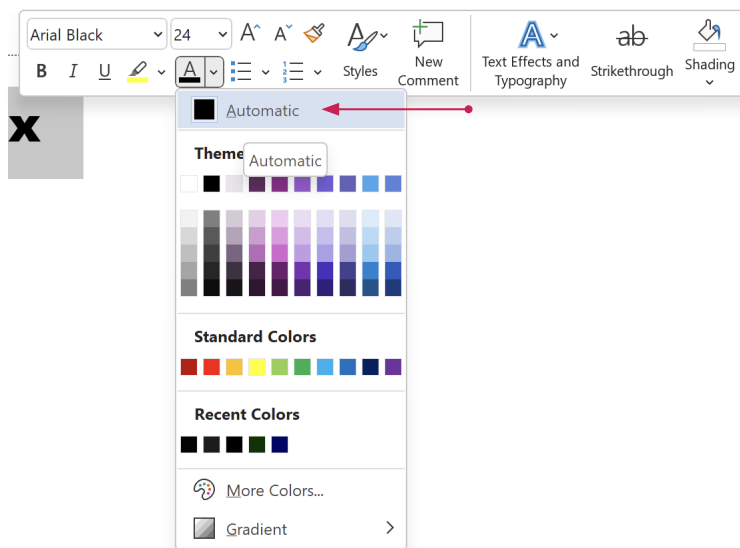 Arial Black
24
A
A
B
I
U
A
Styles
New
Comment
A
Text Effects and
Typography
ab
Strikethrough
Shading
x
Automatic
Theme
Automatic
Standard Colors
Recent Colors
More Colors...
Gradient